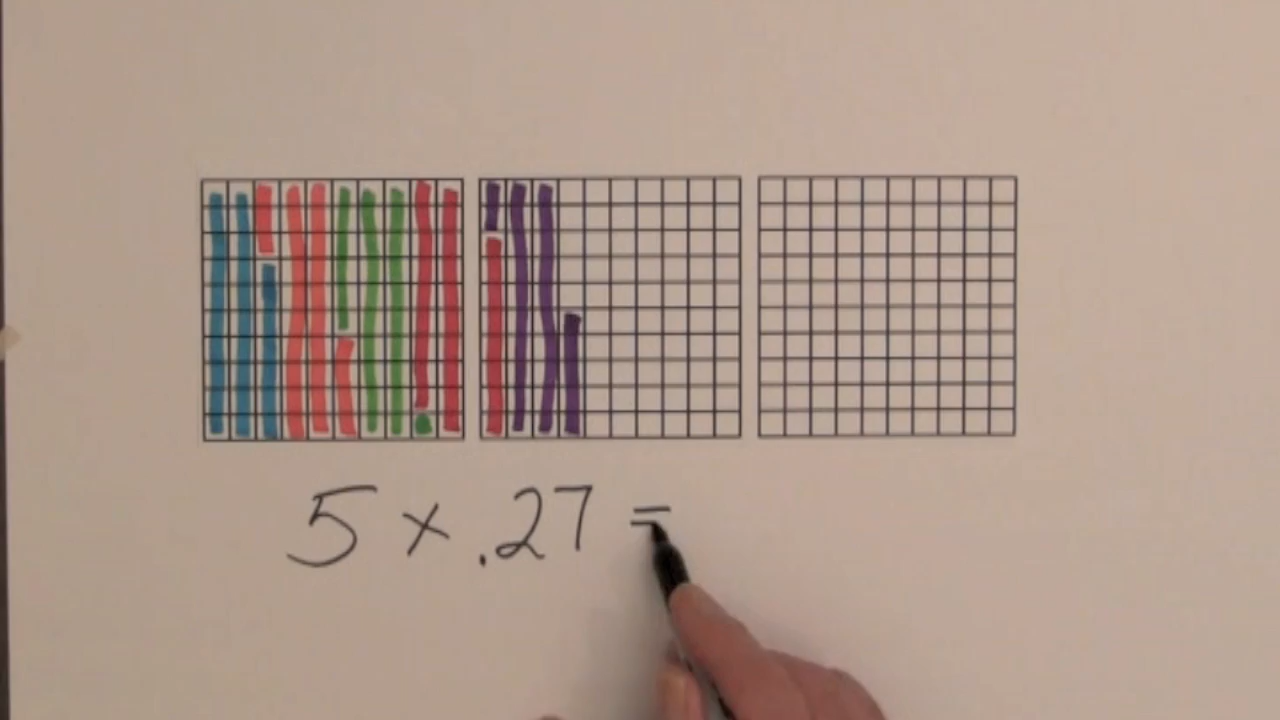 5 × .27 =